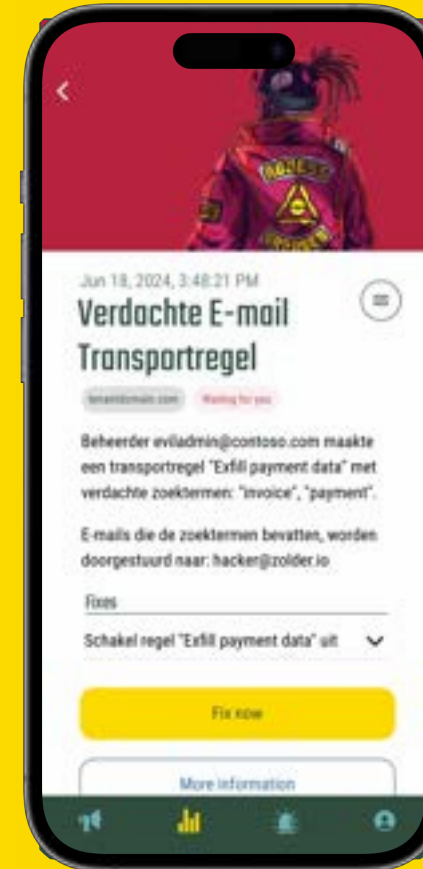 Jun 18, 2024, 3:48:21 PM
Verdachte E-mail
Transportregel
tenantdomain.com Waiting for you
Beheerder eviladmin@contoso.com maakte
een transportregel "Exfill payment data" met
verdachte zoektermen: "invoice", "payment".
E-mails die de zoektermen bevatten, worden
doorgestuurd naar: hacker@zolder.io
Fixes
Schakel regel "Exfill payment data" uit
Fix now
More information